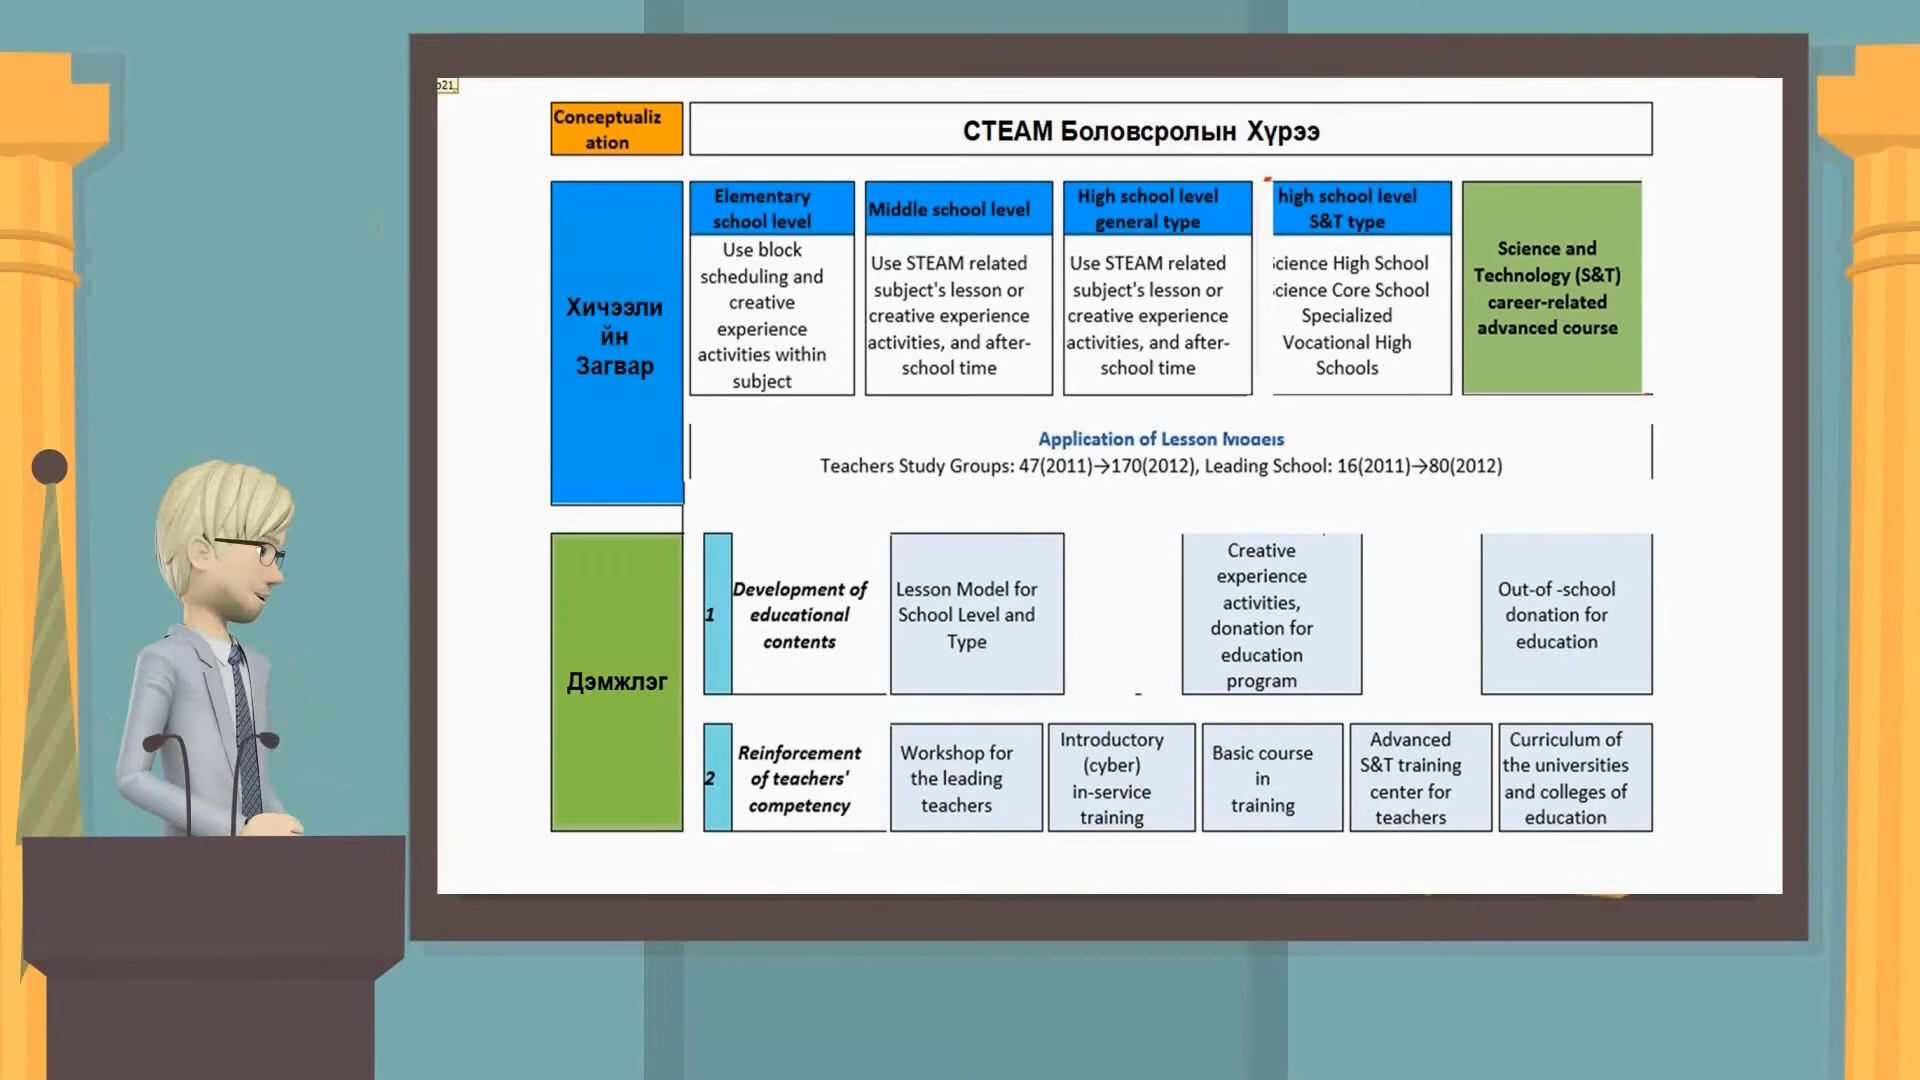 o21
Conceptualiz
ation
СТЕАМ Боловсролын Хүрээ
Хичээли
йн
Загвар
Elementary
school level
Use block
scheduling and
creative
experience
activities within
subject
Middle school level
Use STEAM related
subject's lesson or
creative experience
activities, and after-
school time
High school level
general type
Use STEAM related
subject's lesson or
creative experience
activities, and after-
school time
high school level
S&T type
Science High School
Science Core School
Specialized
Vocational High
Schools
Science and
Technology (S&T)
career-related
advanced course
Application of Lesson Models
Teachers Study Groups: 47(2011)→170(2012), Leading School: 16(2011)→80(2012)
Дэмжлэг
1
Development of
educational
contents
Lesson Model for
School Level and
Type
Creative
experience
activities,
donation for
education
program
Out-of -school
donation for
education
2
Reinforcement
of teachers'
competency
Workshop for
the leading
teachers
Introductory
(cyber)
in-service
training
Basic course
in
training
Advanced
S&T training
center for
teachers
Curriculum of
the universities
and colleges of
education